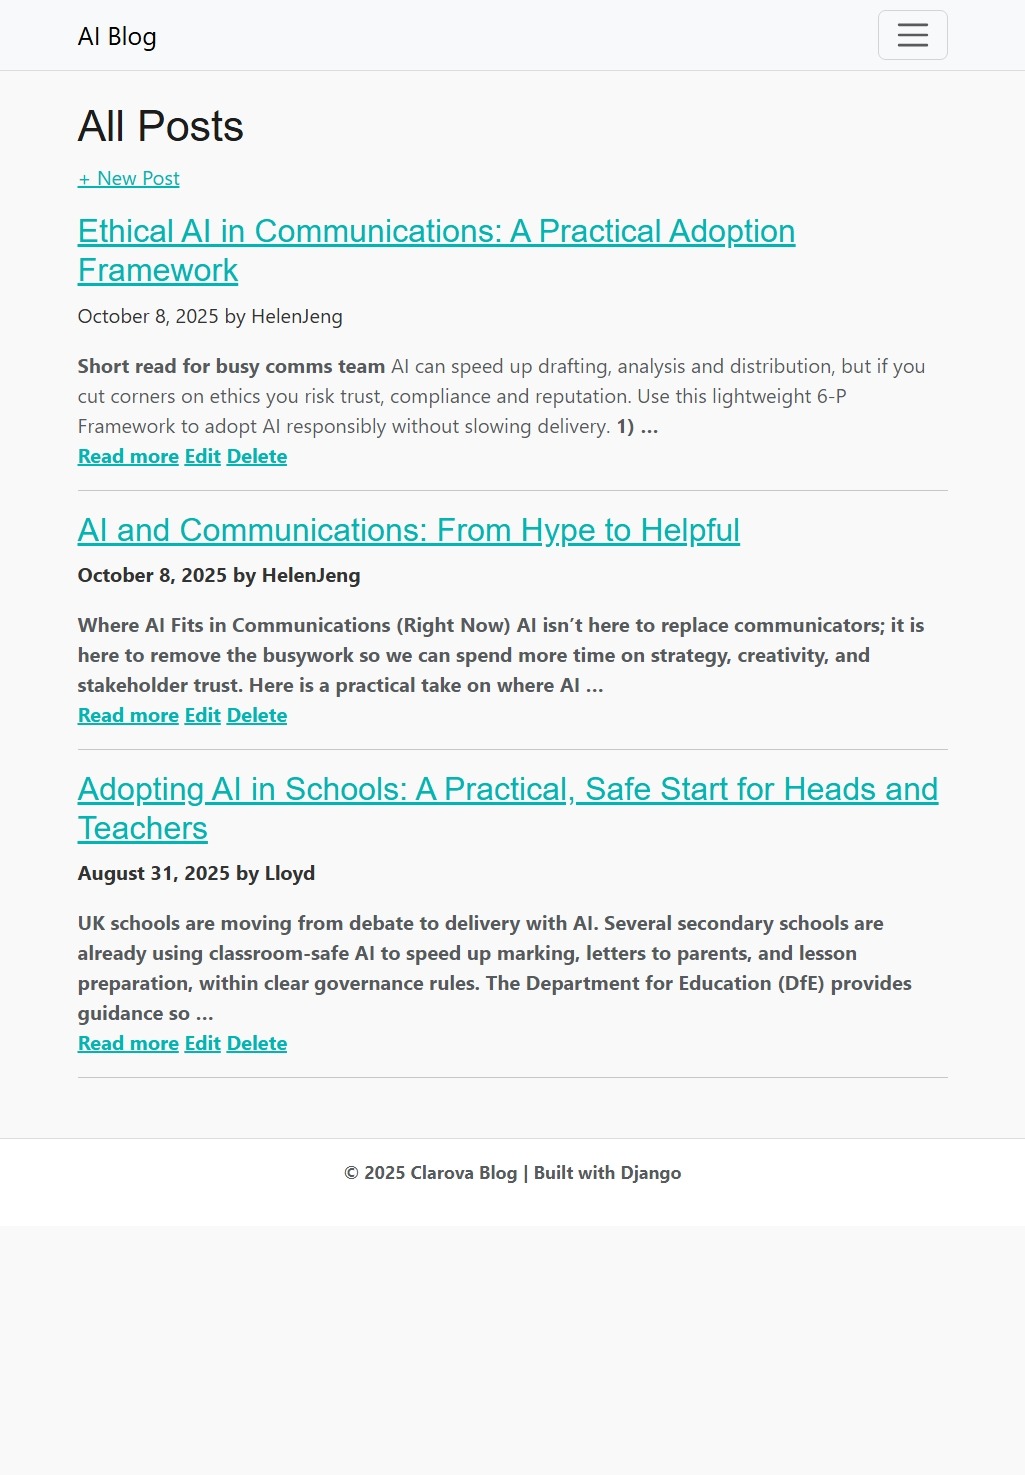 AI Blog
All Posts
+ New Post
Ethical AI in Communications: A Practical Adoption
Framework
October 8, 2025 by HelenJeng
Short read for busy comms team AI can speed up drafting, analysis and distribution, but if you
cut corners on ethics you risk trust, compliance and reputation. Use this lightweight 6-P
Framework to adopt AI responsibly without slowing delivery. 1) …
Read more Edit Delete
AI and Communications: From Hype to Helpful
October 8, 2025 by HelenJeng
Where AI Fits in Communications (Right Now) AI isn’t here to replace communicators; it is
here to remove the busywork so we can spend more time on strategy, creativity, and
stakeholder trust. Here is a practical take on where AI …
Read more Edit Delete
Adopting AI in Schools: A Practical, Safe Start for Heads and
Teachers
August 31, 2025 by Lloyd
UK schools are moving from debate to delivery with AI. Several secondary schools are
already using classroom-safe AI to speed up marking, letters to parents, and lesson
preparation, within clear governance rules. The Department for Education (DfE) provides
guidance so …
Read more Edit Delete
© 2025 Clarova Blog | Built with Django